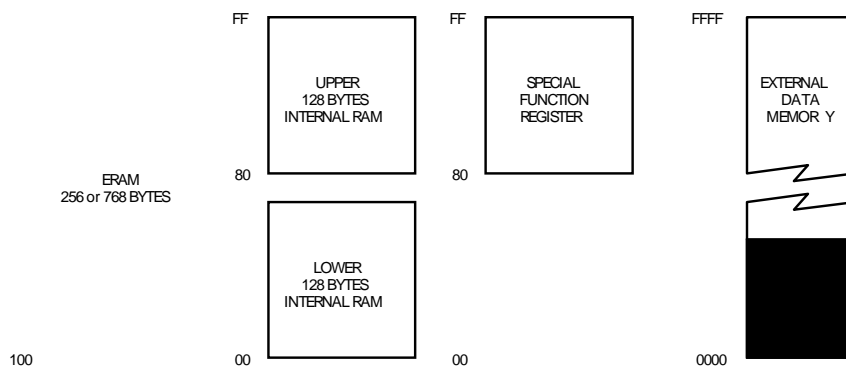 FF
FF
FFFF
UPPER
128 BYTES
INTERNAL RAM
SPECIAL
FUNCTION
REGISTER
EXTERNAL
DATA
MEMOR Y
ERAM
256 or 768 BYTES
80
80
LOWER
128 BYTES
INTERNAL RAM
100
00
00
0000